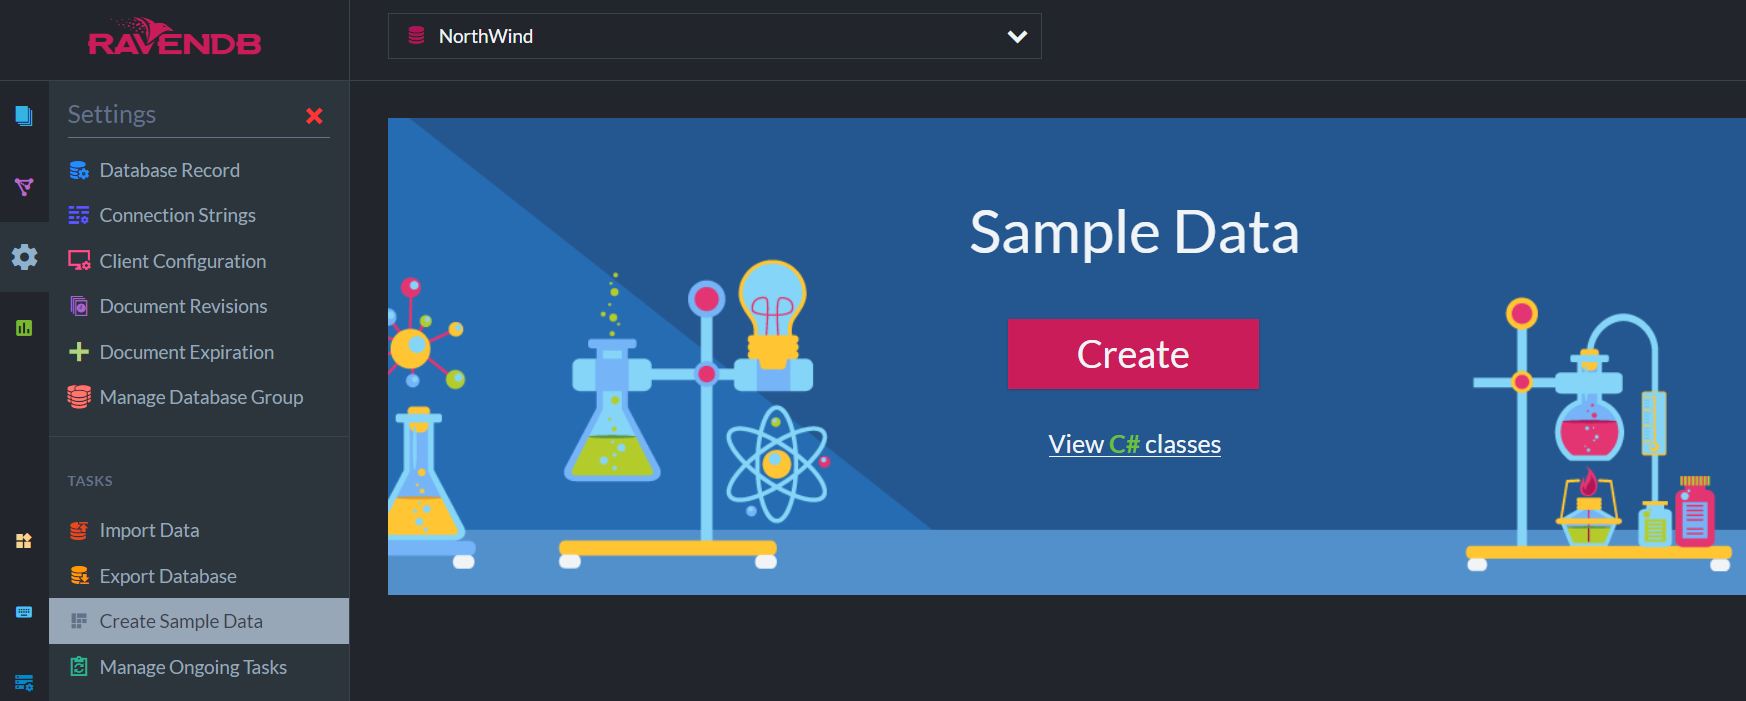 RAVENDB
NorthWind
Settings
Database Record
Connection Strings
Client Configuration
Document Revisions
Document Expiration
Manage Database Group
TASKS
Import Data
Export Database
Create Sample Data
Manage Ongoing Tasks
Sample Data
Create
View C# classes